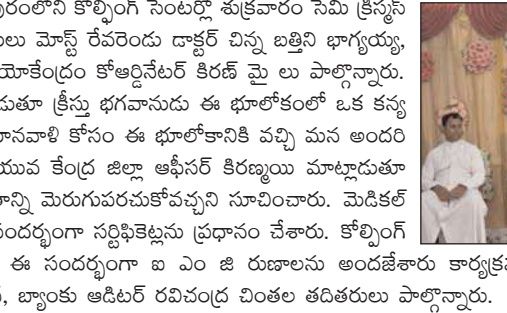 పురంలోని కోల్పింగ్ సెంటర్లో శుక్రవారం సెమీ క్రిస్మస్
లు మోస్ట్ రేవరెండు డాక్టర్ చిన్న బత్తిని భాగ్యయ్య,
యోకేంద్రం కోఆర్డినేటర్ కిరణ్ మై లు పాల్గొన్నారు.
డుతూ క్రీస్తు భగవానుడు ఈ భూలోకంలో ఒక కన్య
ానవాళి కోసం ఈ భూలోకానికి వచ్చి మన అందరి
యువ కేంద్ర జిల్లా ఆఫీసర్ కిరణ్మయి మాట్లాడుతూ
తాన్ని మెరుగుపరచుకోవచ్చని సూచించారు. మెడికల్
సందర్భంగా సర్టిఫికెట్లను ప్రధానం చేశారు. కోల్పింగ్
ఈ సందర్భంగా ఐ ఎం జి రుణాలను అందజేశారు కార్యక్రమ
, బ్యాంకు ఆడిటర్ రవిచంద్ర చింతల తదితరులు పాల్గొన్నారు.